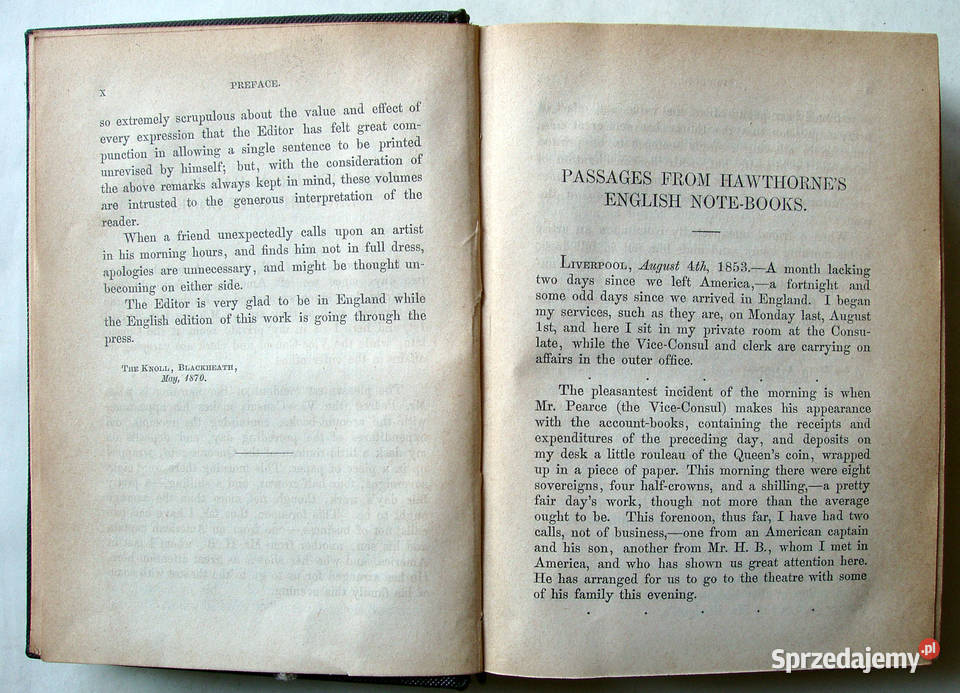 x
PREFACE.
so extremely scrupulous about the value and effect of
every expression that the Editor has felt great com-
punction in allowing a single sentence to be printed
unrevised by himself; but, with the consideration of
the above remarks always kept in mind, these volumes
are intrusted to the generous interpretation of the
reader.
When a friend unexpectedly calls upon an artist
in his morning hours, and finds him not in full dress,
apologies are unnecessary, and might be thought un-
becoming on either side.
The Editor is very glad to be in England while
the English edition of this work is going through the
press.
THE KNOLL, BLACKHEATH,
May, 1870.
PASSAGES FROM HAWTHORNE'S
ENGLISH NOTE-BOOKS.
LIVERPOOL, August 4th, 1853.—A month lacking
two days since we left America,—a fortnight and
some odd days since we arrived in England. I began
my services, such as they are, on Monday last, August
1st, and here I sit in my private room at the Consu-
late, while the Vice-Consul and clerk are carrying on
affairs in the outer office.
. . . . .
The pleasantest incident of the morning is when
Mr. Pearce (the Vice-Consul) makes his appearance
with the account-books, containing the receipts and
expenditures of the preceding day, and deposits on
my desk a little rouleau of the Queen's coin, wrapped
up in a piece of paper. This morning there were eight
sovereigns, four half-crowns, and a shilling,—a pretty
fair day's work, though not more than the average
ought to be. This forenoon, thus far, I have had two
calls, not of business,—one from an American captain
and his son, another from Mr. H. B., whom I met in
America, and who has shown us great attention here.
He has arranged for us to go to the theatre with some
of his family this evening.
. . . . .
Sprzedajemy.pl